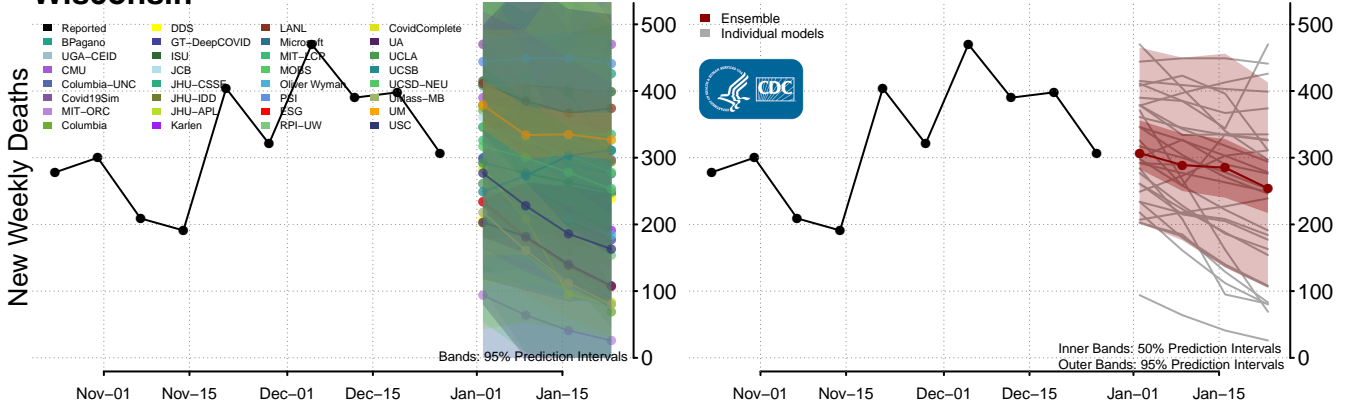 Wisconsin
New Weekly Deaths
Reported
BPagano
UGA−CEID
CMU
Columbia−UNC
Covid19Sim
MIT−ORC
Columbia
DDS
GT−DeepCOVID
ISU
JCB
JHU−CSSE
JHU−IDD
JHU−APL
Karlen
LANL
Microsoft
MIT−LCP
MOBS
Oliver Wyman
PSI
ESG
RPI−UW
CovidComplete
UA
UCLA
UCSB
UCSD−NEU
UMass−MB
UM
USC
500
400
300
200
100
0
Bands: 95% Prediction Intervals
Nov−01 Nov−15 Dec−01 Dec−15 Jan−01 Jan−15
Ensemble
Individual models
CDC
500
400
300
200
100
0
Inner Bands: 50% Prediction Intervals
Outer Bands: 95% Prediction Intervals
Nov−01 Nov−15 Dec−01 Dec−15 Jan−01 Jan−15